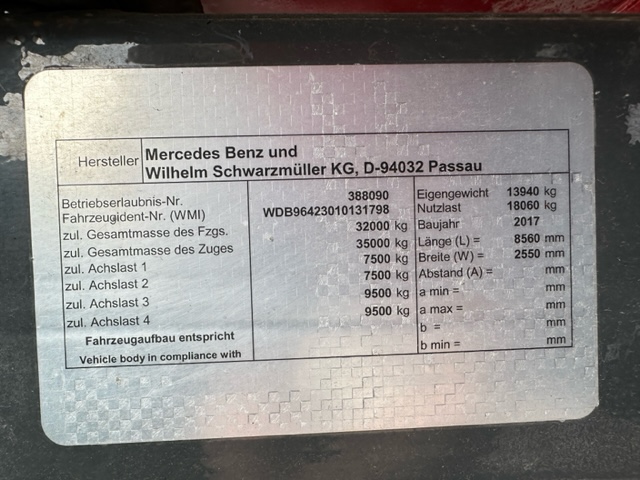 Hersteller Mercedes Benz und
Wilhelm Schwarzmüller KG, D-94032 Passau
Betriebserlaubnis-Nr. 388090 Eigengewicht 13940 kg
Fahrzeugident-Nr. (WMI) WDB96423010131798 Nutzlast 18060 kg
zul. Gesamtmasse des Fzgs. 32000 kg Baujahr 2017
zul. Gesamtmasse des Zuges 35000 kg Länge (L) = 8560 mm
zul. Achslast 1 7500 kg Breite (W) = 2550 mm
zul. Achslast 2 7500 kg Abstand (A) = mm
zul. Achslast 3 9500 kg a min = mm
zul. Achslast 4 9500 kg a max = mm
Fahrzeugaufbau entspricht b = mm
Vehicle body in compliance with b min = mm